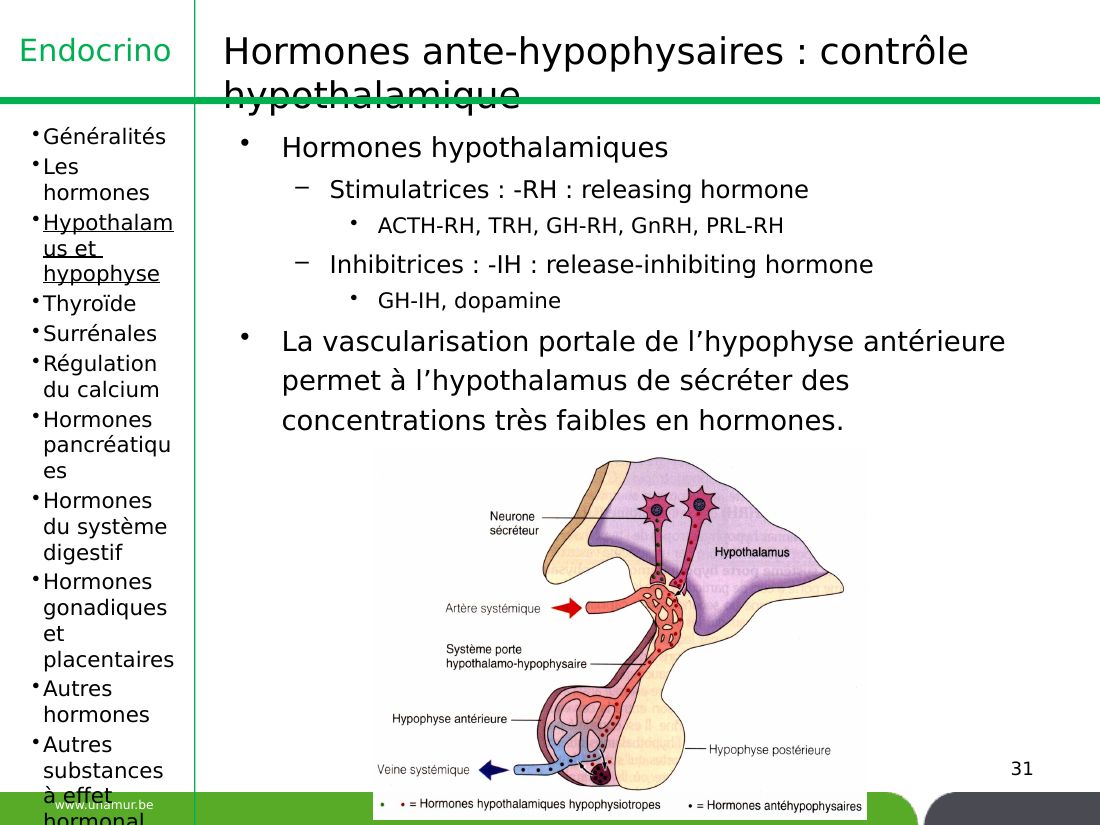 Endocrino
Hormones ante-hypophysaires : contrôle
hypothalamique
•Généralités
•Les
hormones
•Hypothalam
us et
hypophyse
•Thyroïde
•Surrénales
•Régulation
du calcium
•Hormones
pancréatiqu
es
•Hormones
du système
digestif
•Hormones
gonadiques
et
placentaires
•Autres
hormones
•Autres
substances
à effet
hormonal
• Hormones hypothalamiques
– Stimulatrices : -RH : releasing hormone
• ACTH-RH, TRH, GH-RH, GnRH, PRL-RH
– Inhibitrices : -IH : release-inhibiting hormone
• GH-IH, dopamine
• La vascularisation portale de l’hypophyse antérieure
permet à l’hypothalamus de sécréter des
concentrations très faibles en hormones.
Neurone
sécréteur
Hypothalamus
Artère systémique
Système porte
hypothalamo-hypophysaire
Hypophyse antérieure
Hypophyse postérieure
Veine systémique
• • = Hormones hypothalamiques hypophysiotropes • = Hormones antéhypophysaires
31
www.unamur.be